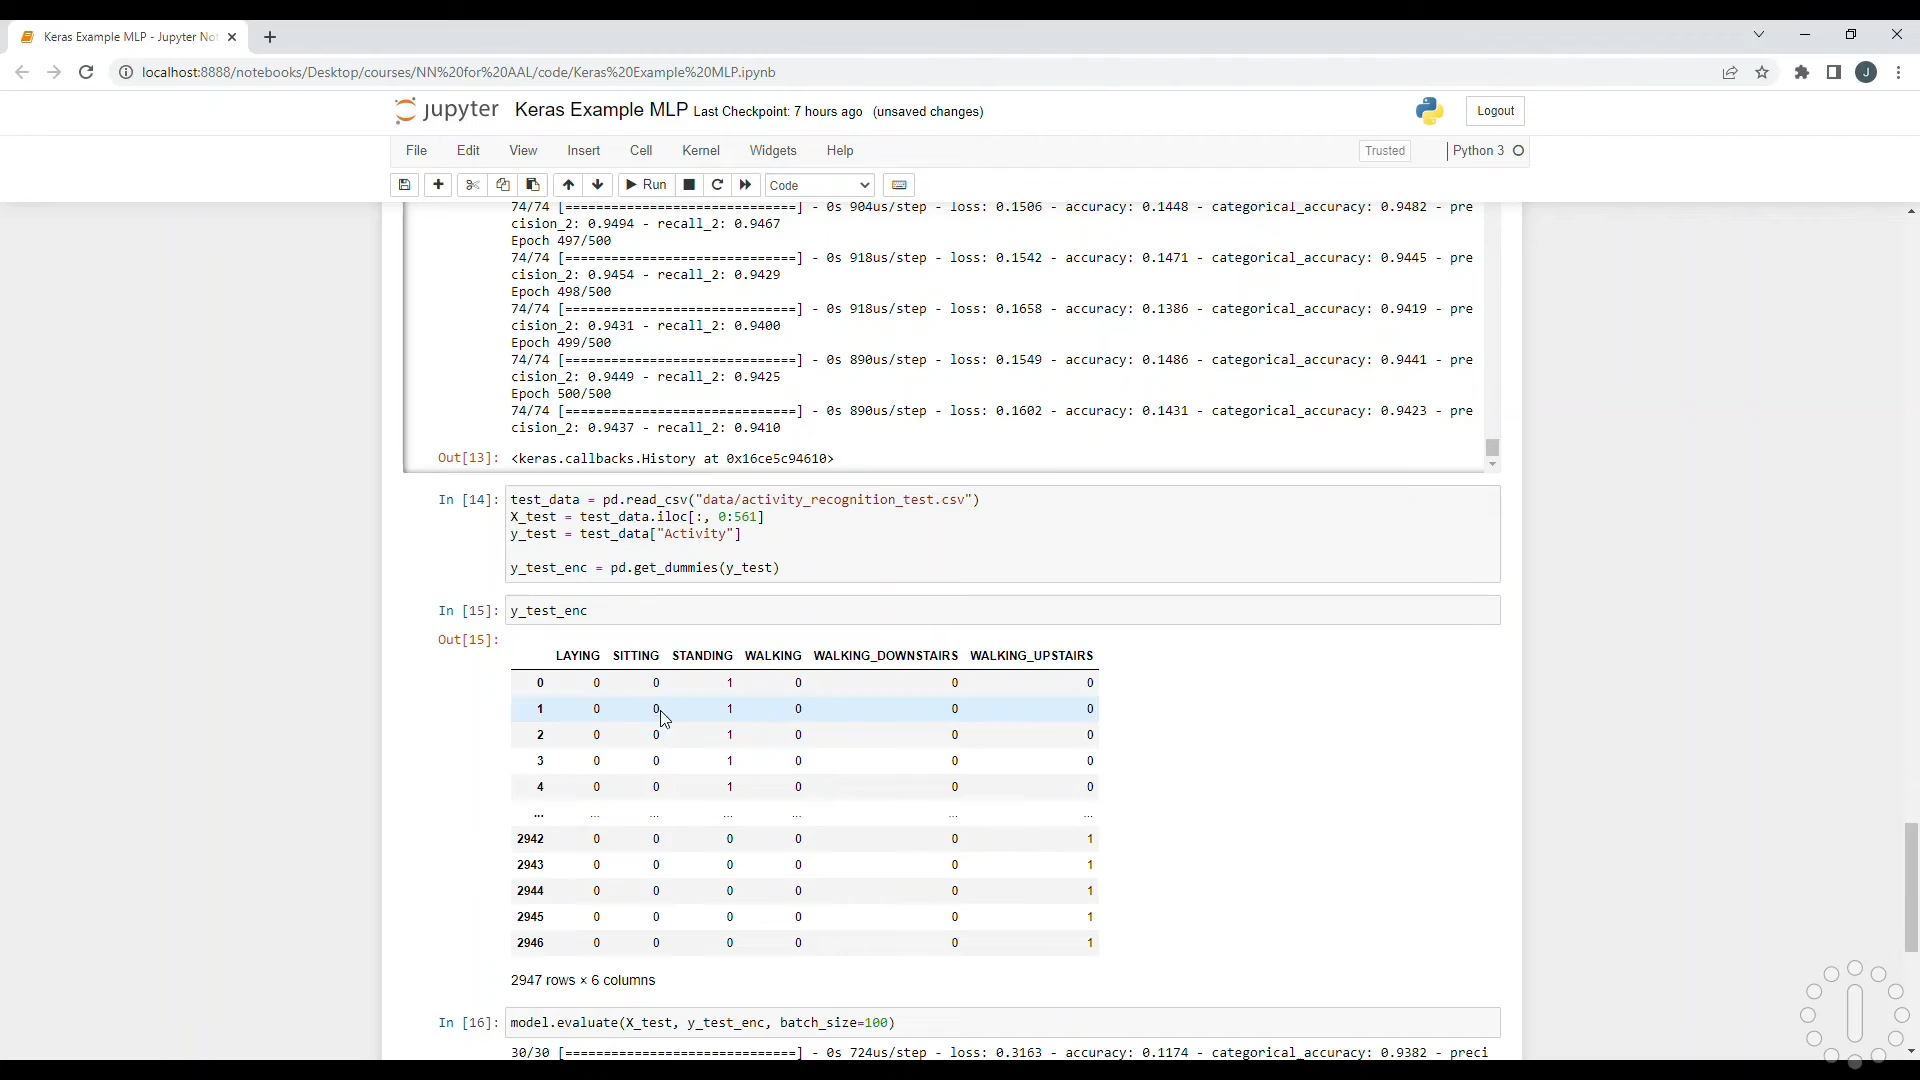 Keras Example MLP - Jupyter No
localhost:8888/notebooks/Desktop/courses/NN%20for%20AAL/code/Keras%20Example%20MLP.ipynb
J
jupyter Keras Example MLP Last Checkpoint: 7 hours ago (unsaved changes)
Logout
File Edit View Insert Cell Kernel Widgets Help
Trusted
Python 3
Run
Code
74/74 [==============================] - 0s 904us/step - loss: 0.1506 - accuracy: 0.1448 - categorical_accuracy: 0.9482 - pre
cision_2: 0.9494 - recall_2: 0.9467
Epoch 497/500
74/74 [==============================] - 0s 918us/step - loss: 0.1542 - accuracy: 0.1471 - categorical_accuracy: 0.9445 - pre
cision_2: 0.9454 - recall_2: 0.9429
Epoch 498/500
74/74 [==============================] - 0s 918us/step - loss: 0.1658 - accuracy: 0.1386 - categorical_accuracy: 0.9419 - pre
cision_2: 0.9431 - recall_2: 0.9400
Epoch 499/500
74/74 [==============================] - 0s 890us/step - loss: 0.1549 - accuracy: 0.1486 - categorical_accuracy: 0.9441 - pre
cision_2: 0.9449 - recall_2: 0.9425
Epoch 500/500
74/74 [==============================] - 0s 890us/step - loss: 0.1602 - accuracy: 0.1431 - categorical_accuracy: 0.9423 - pre
cision_2: 0.9437 - recall_2: 0.9410
Out[13]: <keras.callbacks.History at 0x16ce5c94610>
In [14]: test_data = pd.read_csv("data/activity_recognition_test.csv")
X_test = test_data.iloc[:, 0:561]
y_test = test_data["Activity"]
y_test_enc = pd.get_dummies(y_test)
In [15]: y_test_enc
Out[15]:
LAYING SITTING STANDING WALKING WALKING_DOWNSTAIRS WALKING_UPSTAIRS
0 0 0 1 0 0 0
1 0 0 1 0 0 0
2 0 0 1 0 0 0
3 0 0 1 0 0 0
4 0 0 1 0 0 0
... ... ... ... ... ... ...
2942 0 0 0 0 0 1
2943 0 0 0 0 0 1
2944 0 0 0 0 0 1
2945 0 0 0 0 0 1
2946 0 0 0 0 0 1
2947 rows × 6 columns
In [16]: model.evaluate(X_test, y_test_enc, batch_size=100)
30/30 [==============================] - 0s 724us/step - loss: 0.3163 - accuracy: 0.1174 - categorical_accuracy: 0.9382 - preci